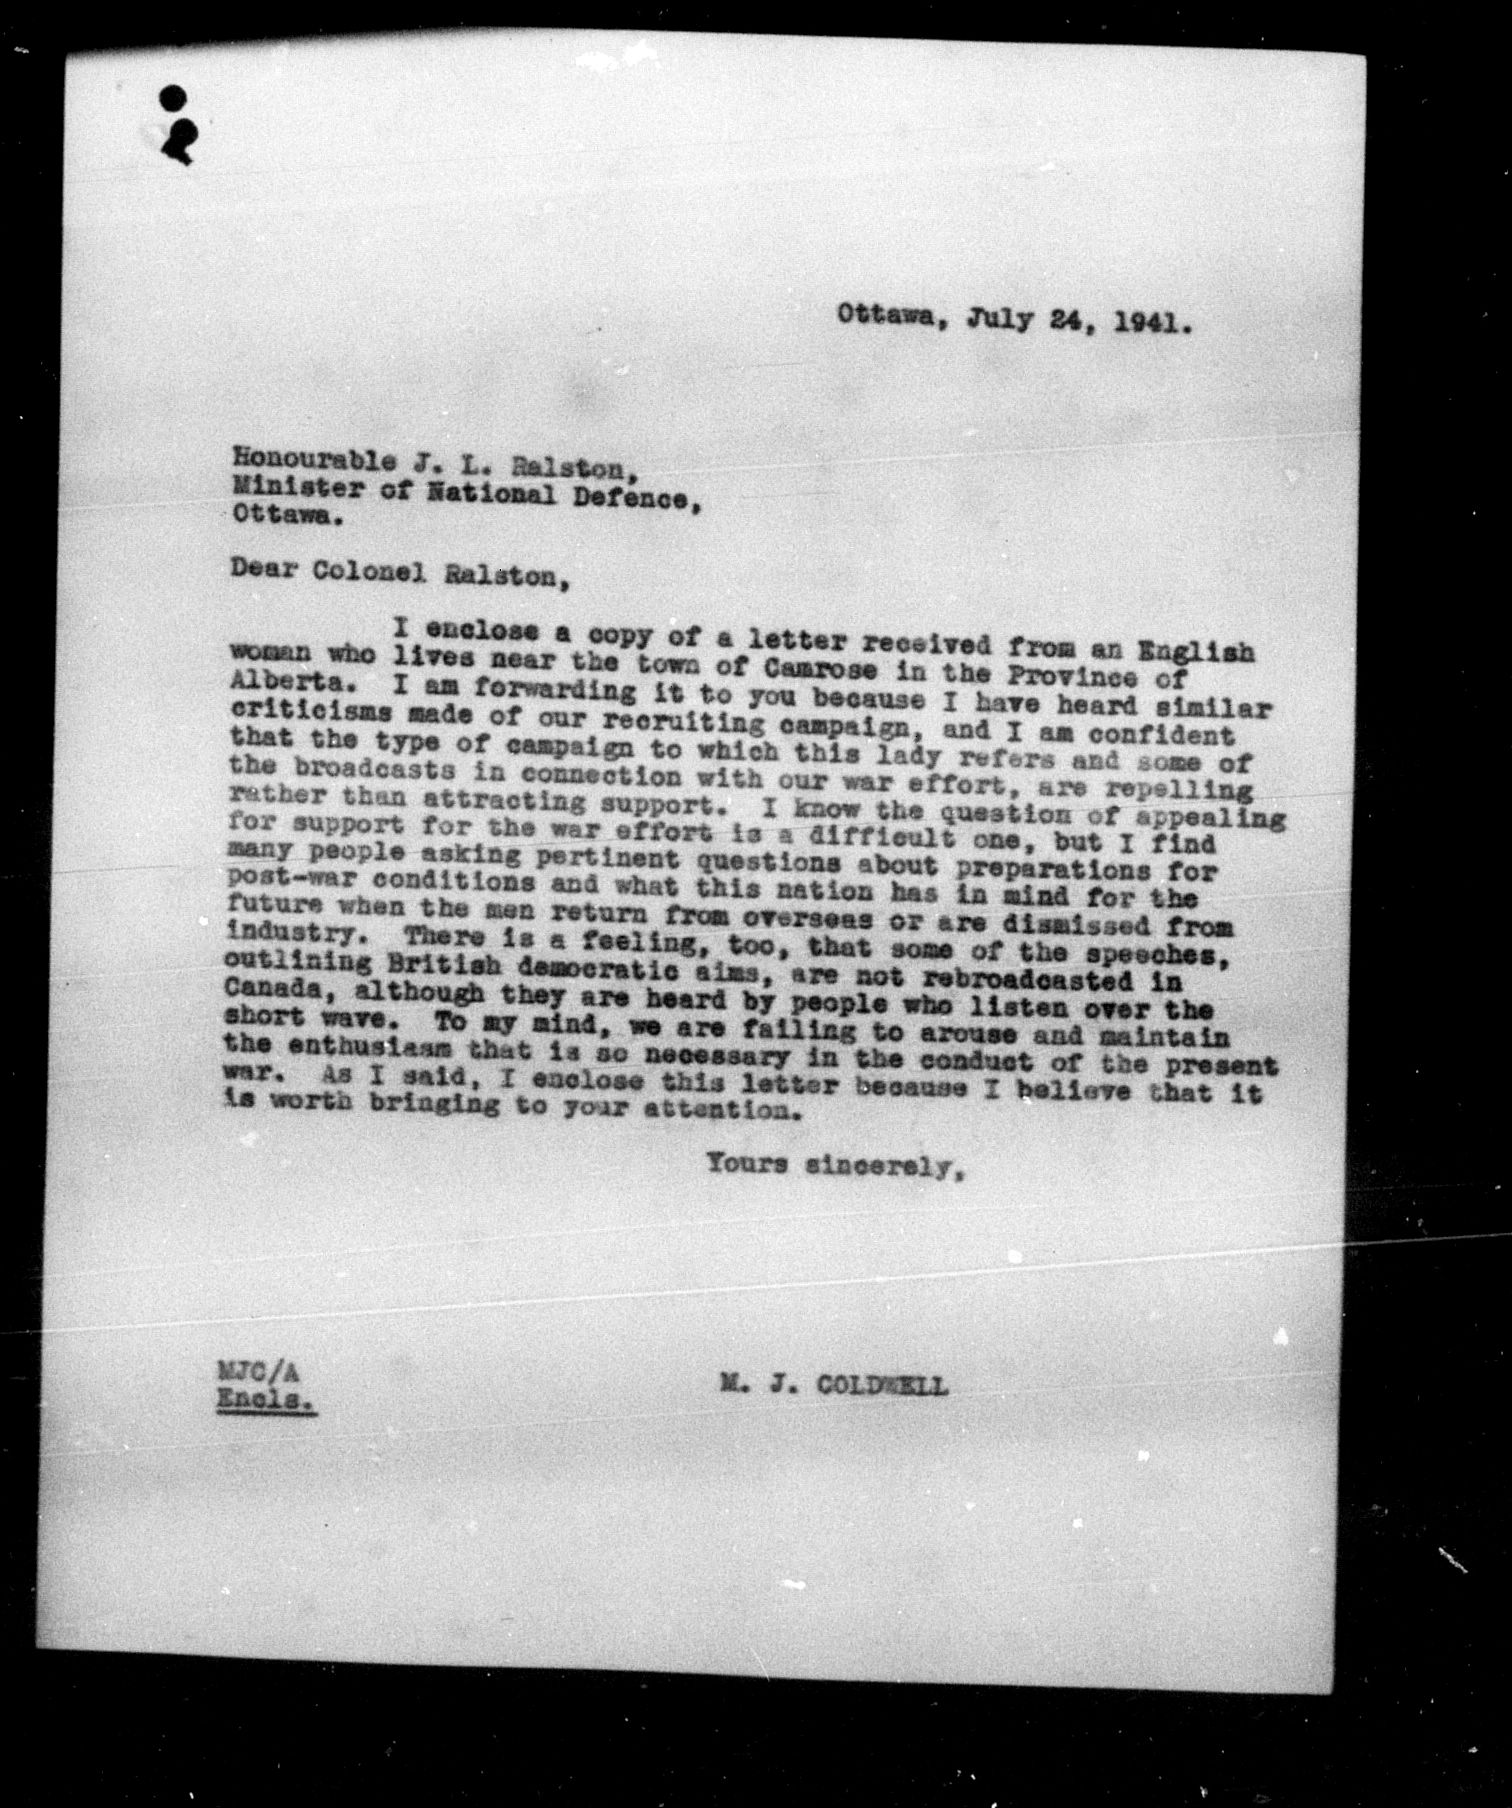 Ottawa, July 24, 1941.
Honourable J. L. Ralston,
Minister of National Defence,
Ottawa.
Dear Colonel Ralston,
I enclose a copy of a letter received from an English
woman who lives near the town of Camrose in the Province of
Alberta. I am forwarding it to you because I have heard similar
criticisms made of our recruiting campaign, and I am confident
that the type of campaign to which this lady refers and some of
the broadcasts in connection with our war effort, are repelling
rather than attracting support. I know the question of appealing
for support for the war effort is a difficult one, but I find
many people asking pertinent questions about preparations for
post-war conditions and what this nation has in mind for the
future when the men return from overseas or are dismissed from
industry. There is a feeling, too, that some of the speeches,
outlining British democratic aims, are not rebroadcasted in
Canada, although they are heard by people who listen over the
short wave. To my mind, we are failing to arouse and maintain
the enthusiasm that is so necessary in the conduct of the present
war. As I said, I enclose this letter because I believe that it
is worth bringing to your attention.
Yours sincerely,
MJC/A
Encls.
M. J. COLDWELL